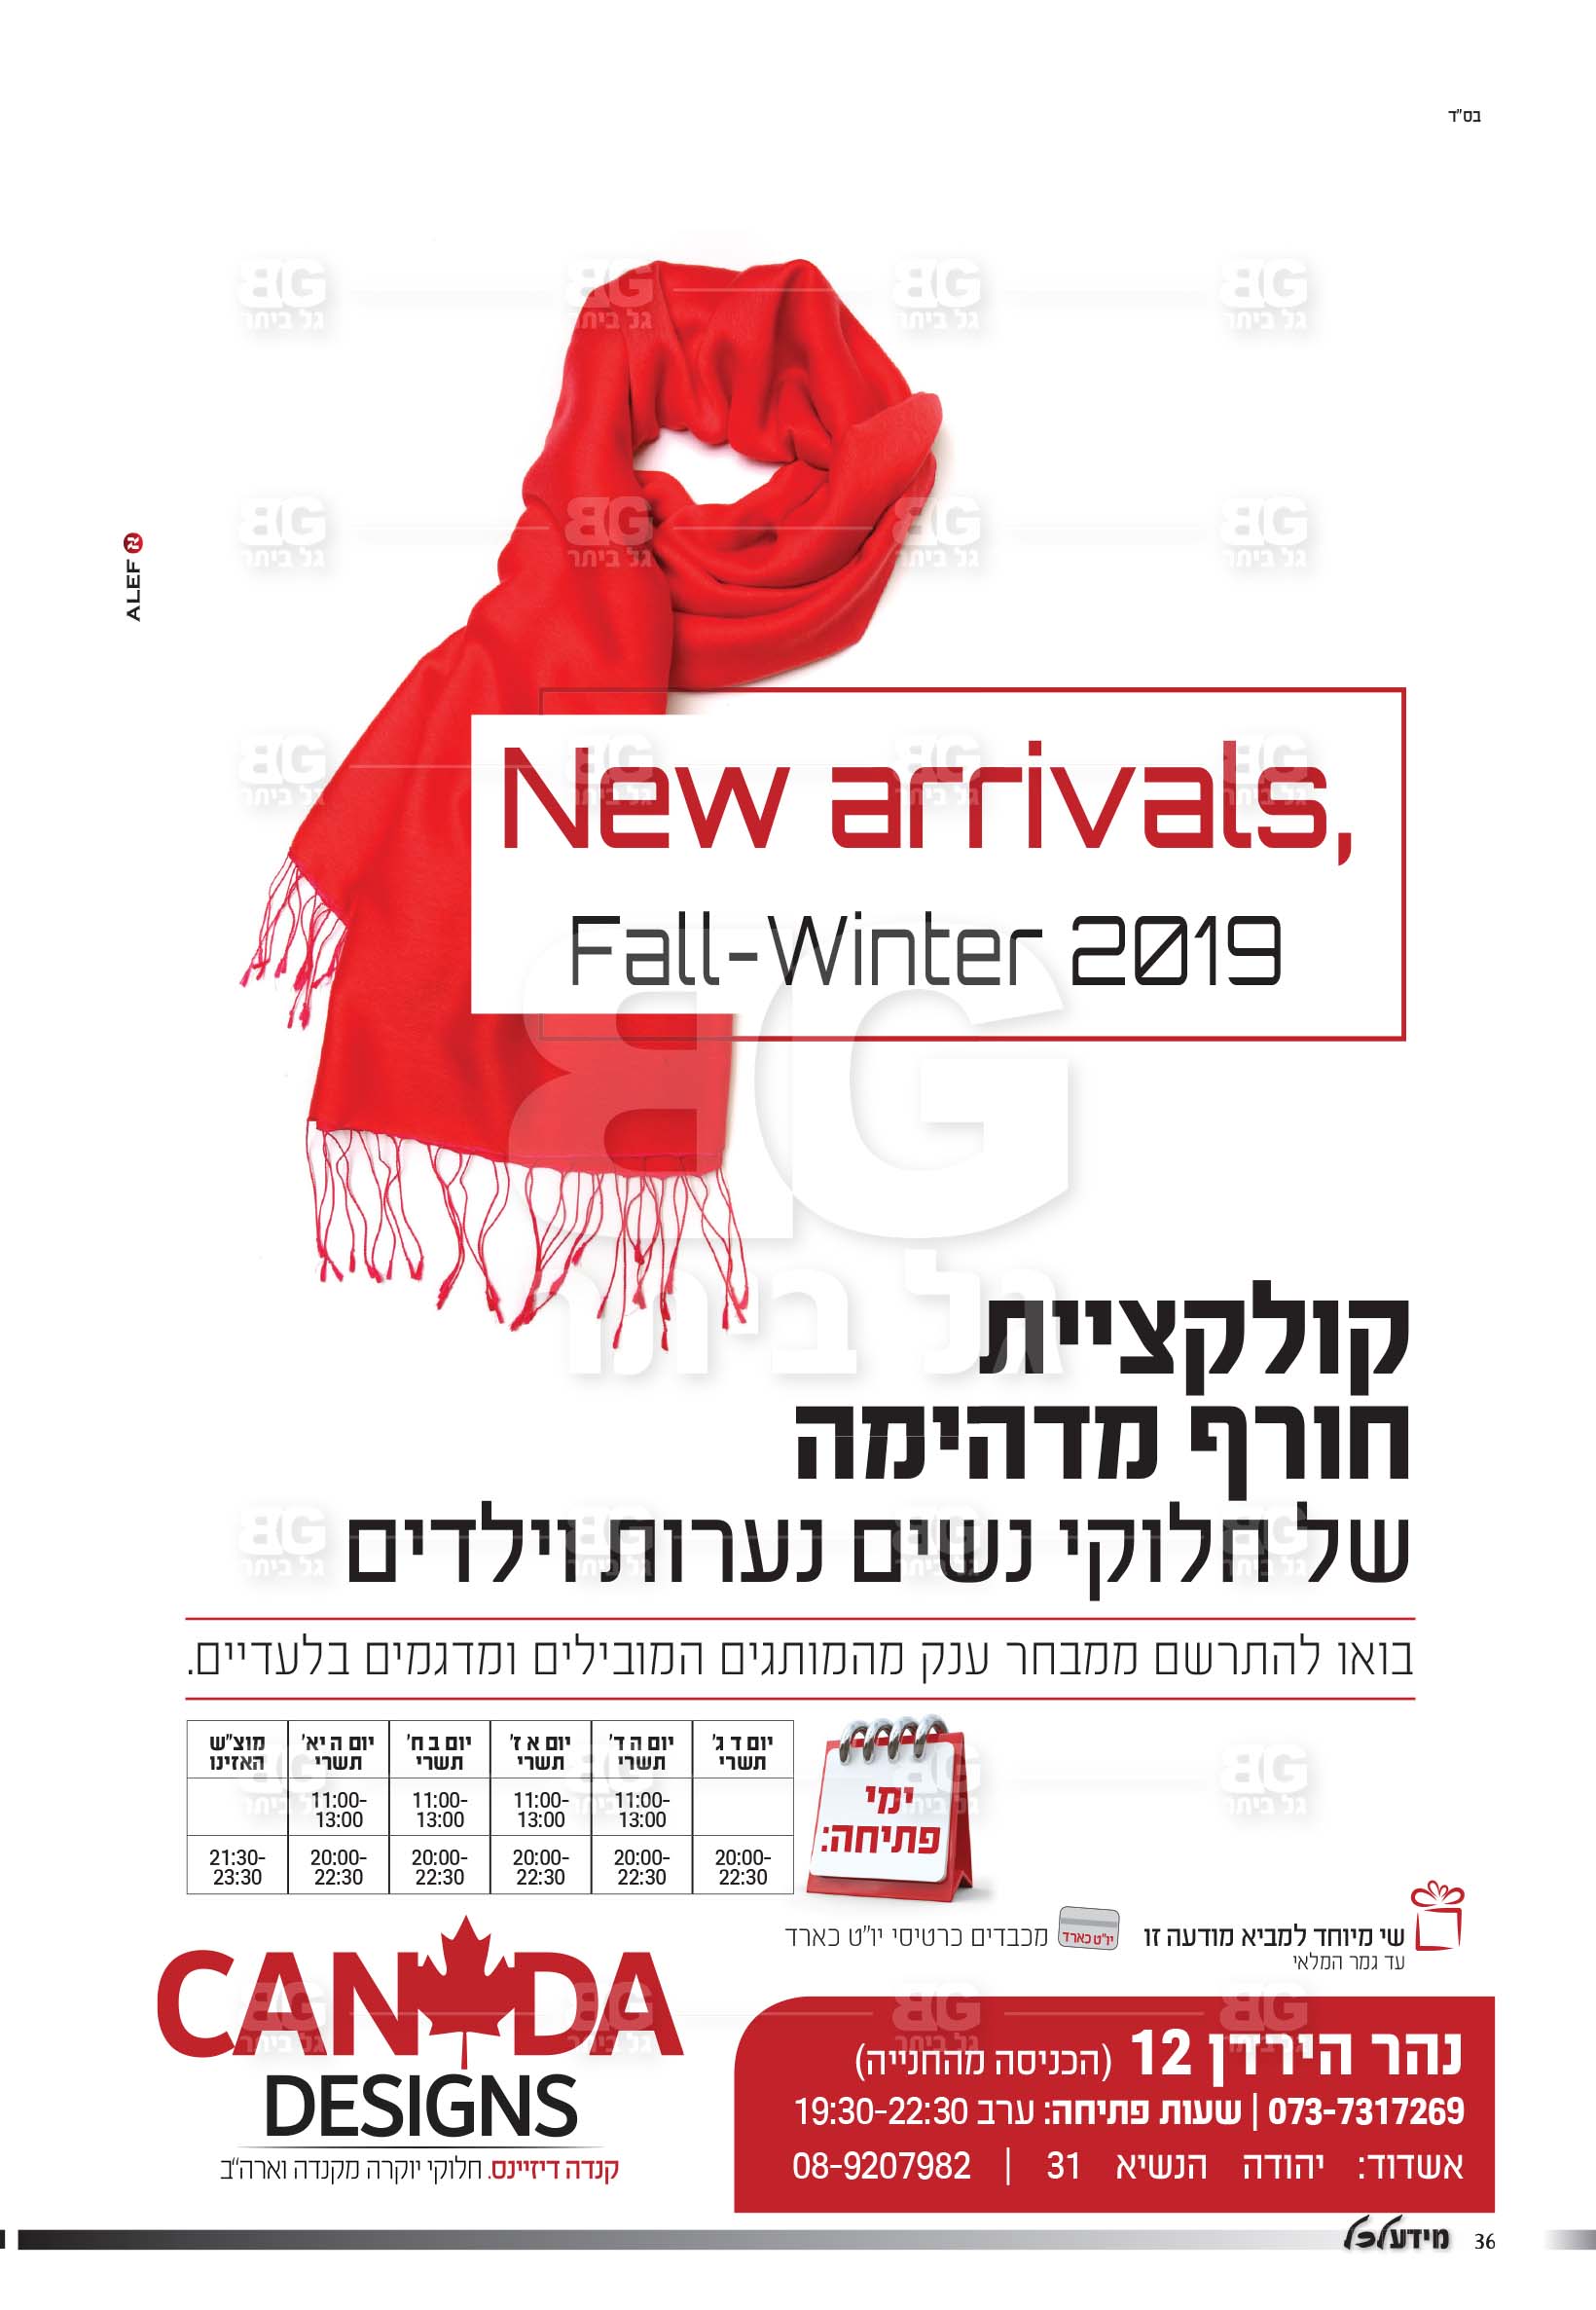 בס"ד
ALEF
New arrivals,
Fall-Winter 2019
קולקציית
חורף מדהימה
של חלוקי נשים נערות וילדים
בואו להתרשם ממבחר ענק מהמותגים המובילים ומדגמים בלעדיים.
ימי
פתיחה:
יום ד ג' תשרי | יום ה ד' תשרי | יום א ז' תשרי | יום ב ח' תשרי | יום ה יא' תשרי | מוצ"ש האזינו
11:00-13:00 | 11:00-13:00 | 11:00-13:00 | 11:00-13:00
20:00-22:30 | 20:00-22:30 | 20:00-22:30 | 20:00-22:30 | 20:00-22:30 | 21:30-23:30
שי מיוחד למביא מודעה זו
עד גמר המלאי
יו"ט כארד
מכבדים כרטיסי יו"ט כארד
נהר הירדן 12 (הכניסה מהחנייה)
073-7317269 | שעות פתיחה: ערב 19:30-22:30
אשדוד: יהודה הנשיא 31 | 08-9207982
CANADA
DESIGNS
קנדה דיזיינס. חלוקי יוקרה מקנדה וארה"ב
BG
גל ביתר
36
מידע לכל